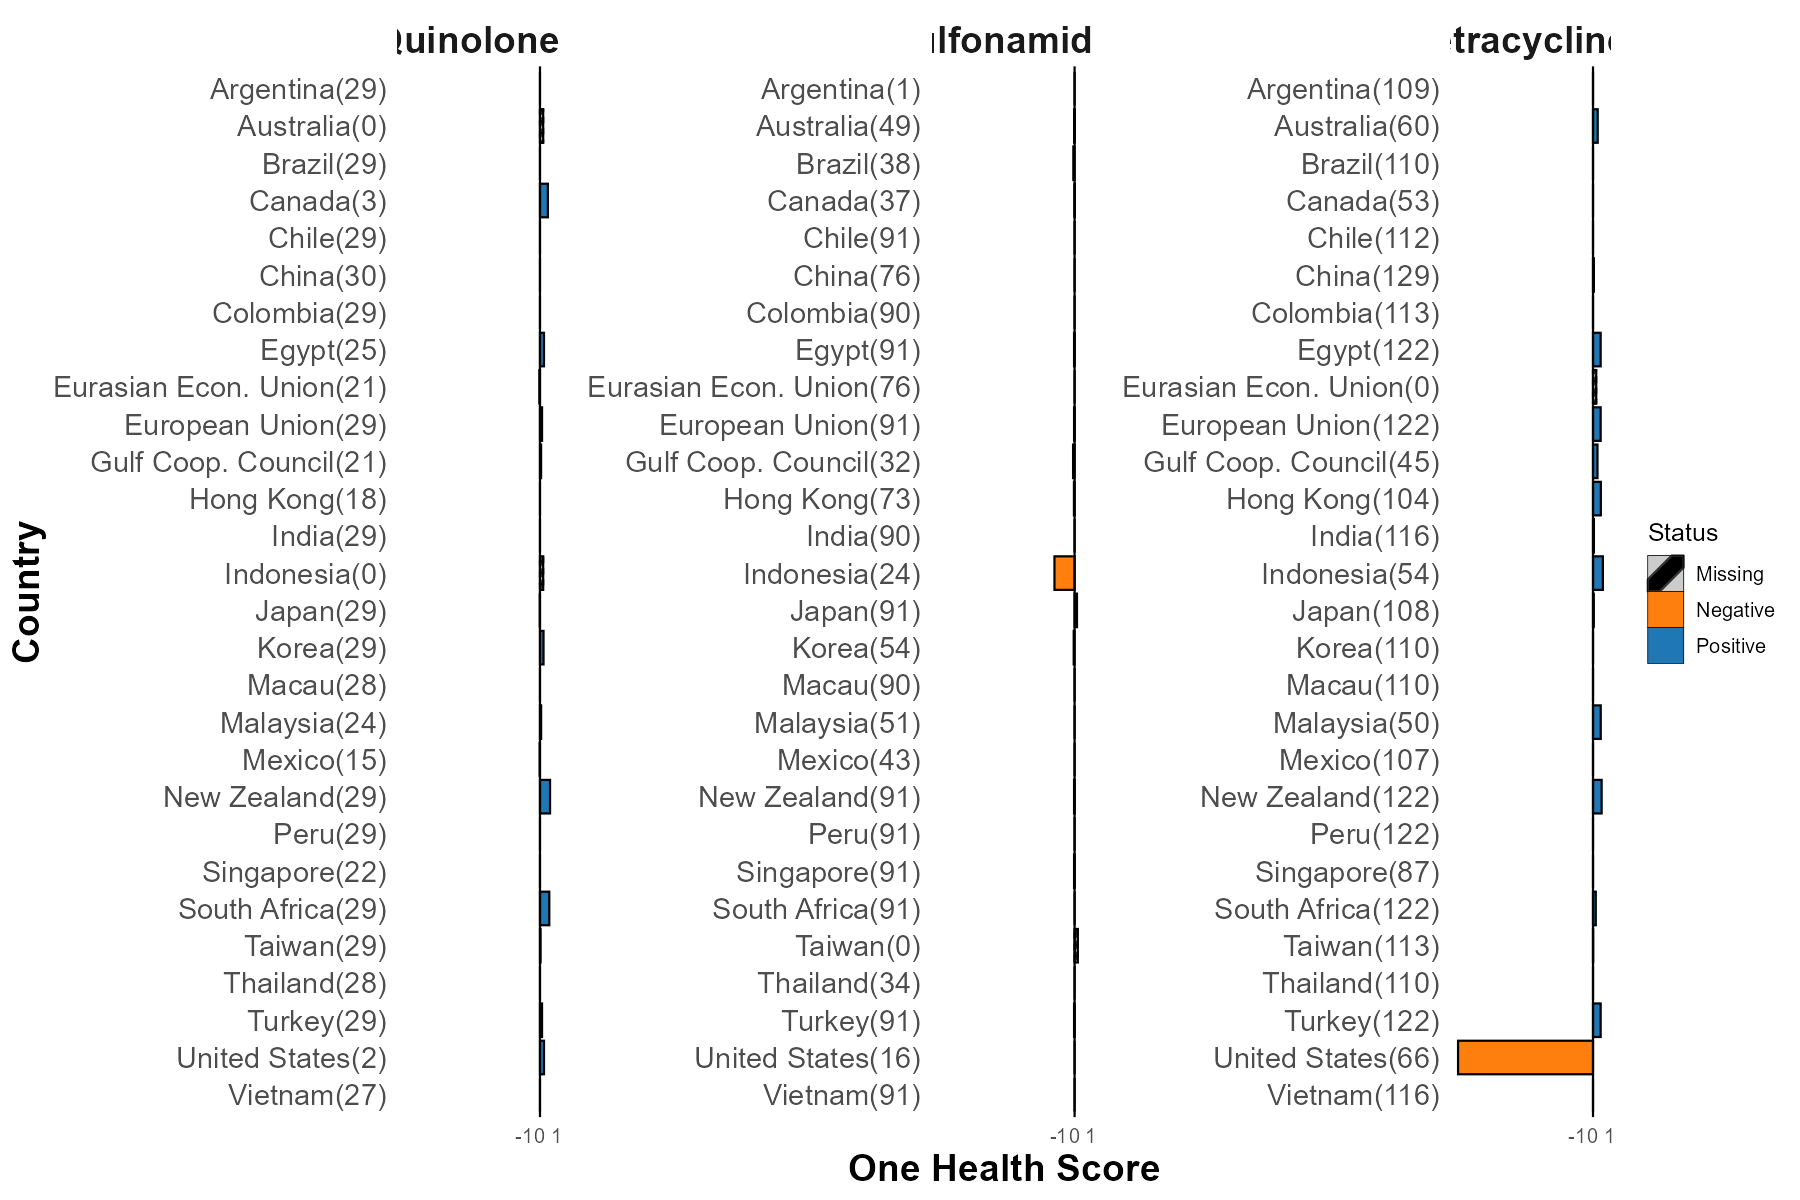 uinolone
lfonamid
tracyclin
Argentina(29)
Australia(0)
Brazil(29)
Canada(3)
Chile(29)
China(30)
Colombia(29)
Egypt(25)
Eurasian Econ. Union(21)
European Union(29)
Gulf Coop. Council(21)
Hong Kong(18)
India(29)
Indonesia(0)
Japan(29)
Korea(29)
Macau(28)
Malaysia(24)
Mexico(15)
New Zealand(29)
Peru(29)
Singapore(22)
South Africa(29)
Taiwan(29)
Thailand(28)
Turkey(29)
United States(2)
Vietnam(27)
Argentina(1)
Australia(49)
Brazil(38)
Canada(37)
Chile(91)
China(76)
Colombia(90)
Egypt(91)
Eurasian Econ. Union(76)
European Union(91)
Gulf Coop. Council(32)
Hong Kong(73)
India(90)
Indonesia(24)
Japan(91)
Korea(54)
Macau(90)
Malaysia(51)
Mexico(43)
New Zealand(91)
Peru(91)
Singapore(91)
South Africa(91)
Taiwan(0)
Thailand(34)
Turkey(91)
United States(16)
Vietnam(91)
Argentina(109)
Australia(60)
Brazil(110)
Canada(53)
Chile(112)
China(129)
Colombia(113)
Egypt(122)
Eurasian Econ. Union(0)
European Union(122)
Gulf Coop. Council(45)
Hong Kong(104)
India(116)
Indonesia(54)
Japan(108)
Korea(110)
Macau(110)
Malaysia(50)
Mexico(107)
New Zealand(122)
Peru(122)
Singapore(87)
South Africa(122)
Taiwan(113)
Thailand(110)
Turkey(122)
United States(66)
Vietnam(116)
-10 1
-10 1
-10 1
Country
One Health Score
Status
Missing
Negative
Positive